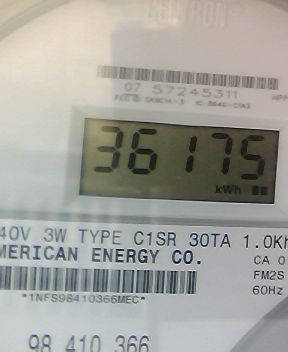 07 57245311
36175
kWh
40V 3W TYPE C1SR 30TA 1.0Kh
MERICAN ENERGY CO.
CA 0
FM2S
60Hz
*1NFS98410366MEC*
98 410 366